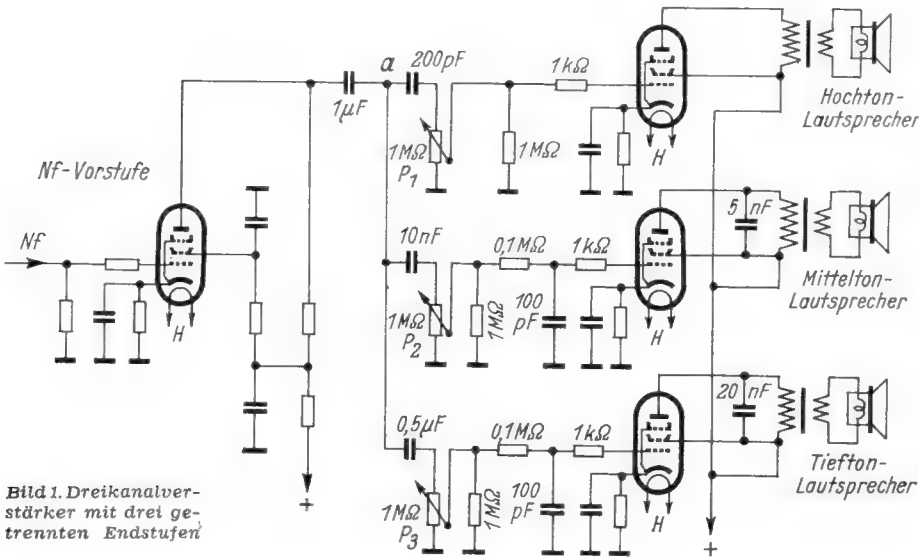 Nf-Vorstufe
Nf
H
1µF
a
200pF
1MΩ
P1
1MΩ
1kΩ
H
Hochton-
Lautsprecher
10nF
1MΩ
P2
1MΩ
0,1MΩ
100
pF
1kΩ
H
5 nF
Mittelton-
Lautsprecher
0,5µF
1MΩ
P3
1MΩ
0,1MΩ
100
pF
1kΩ
H
20 nF
Tiefton-
Lautsprecher
+
+
Bild 1. Dreikanalver-
stärker mit drei ge-
trennten Endstufen